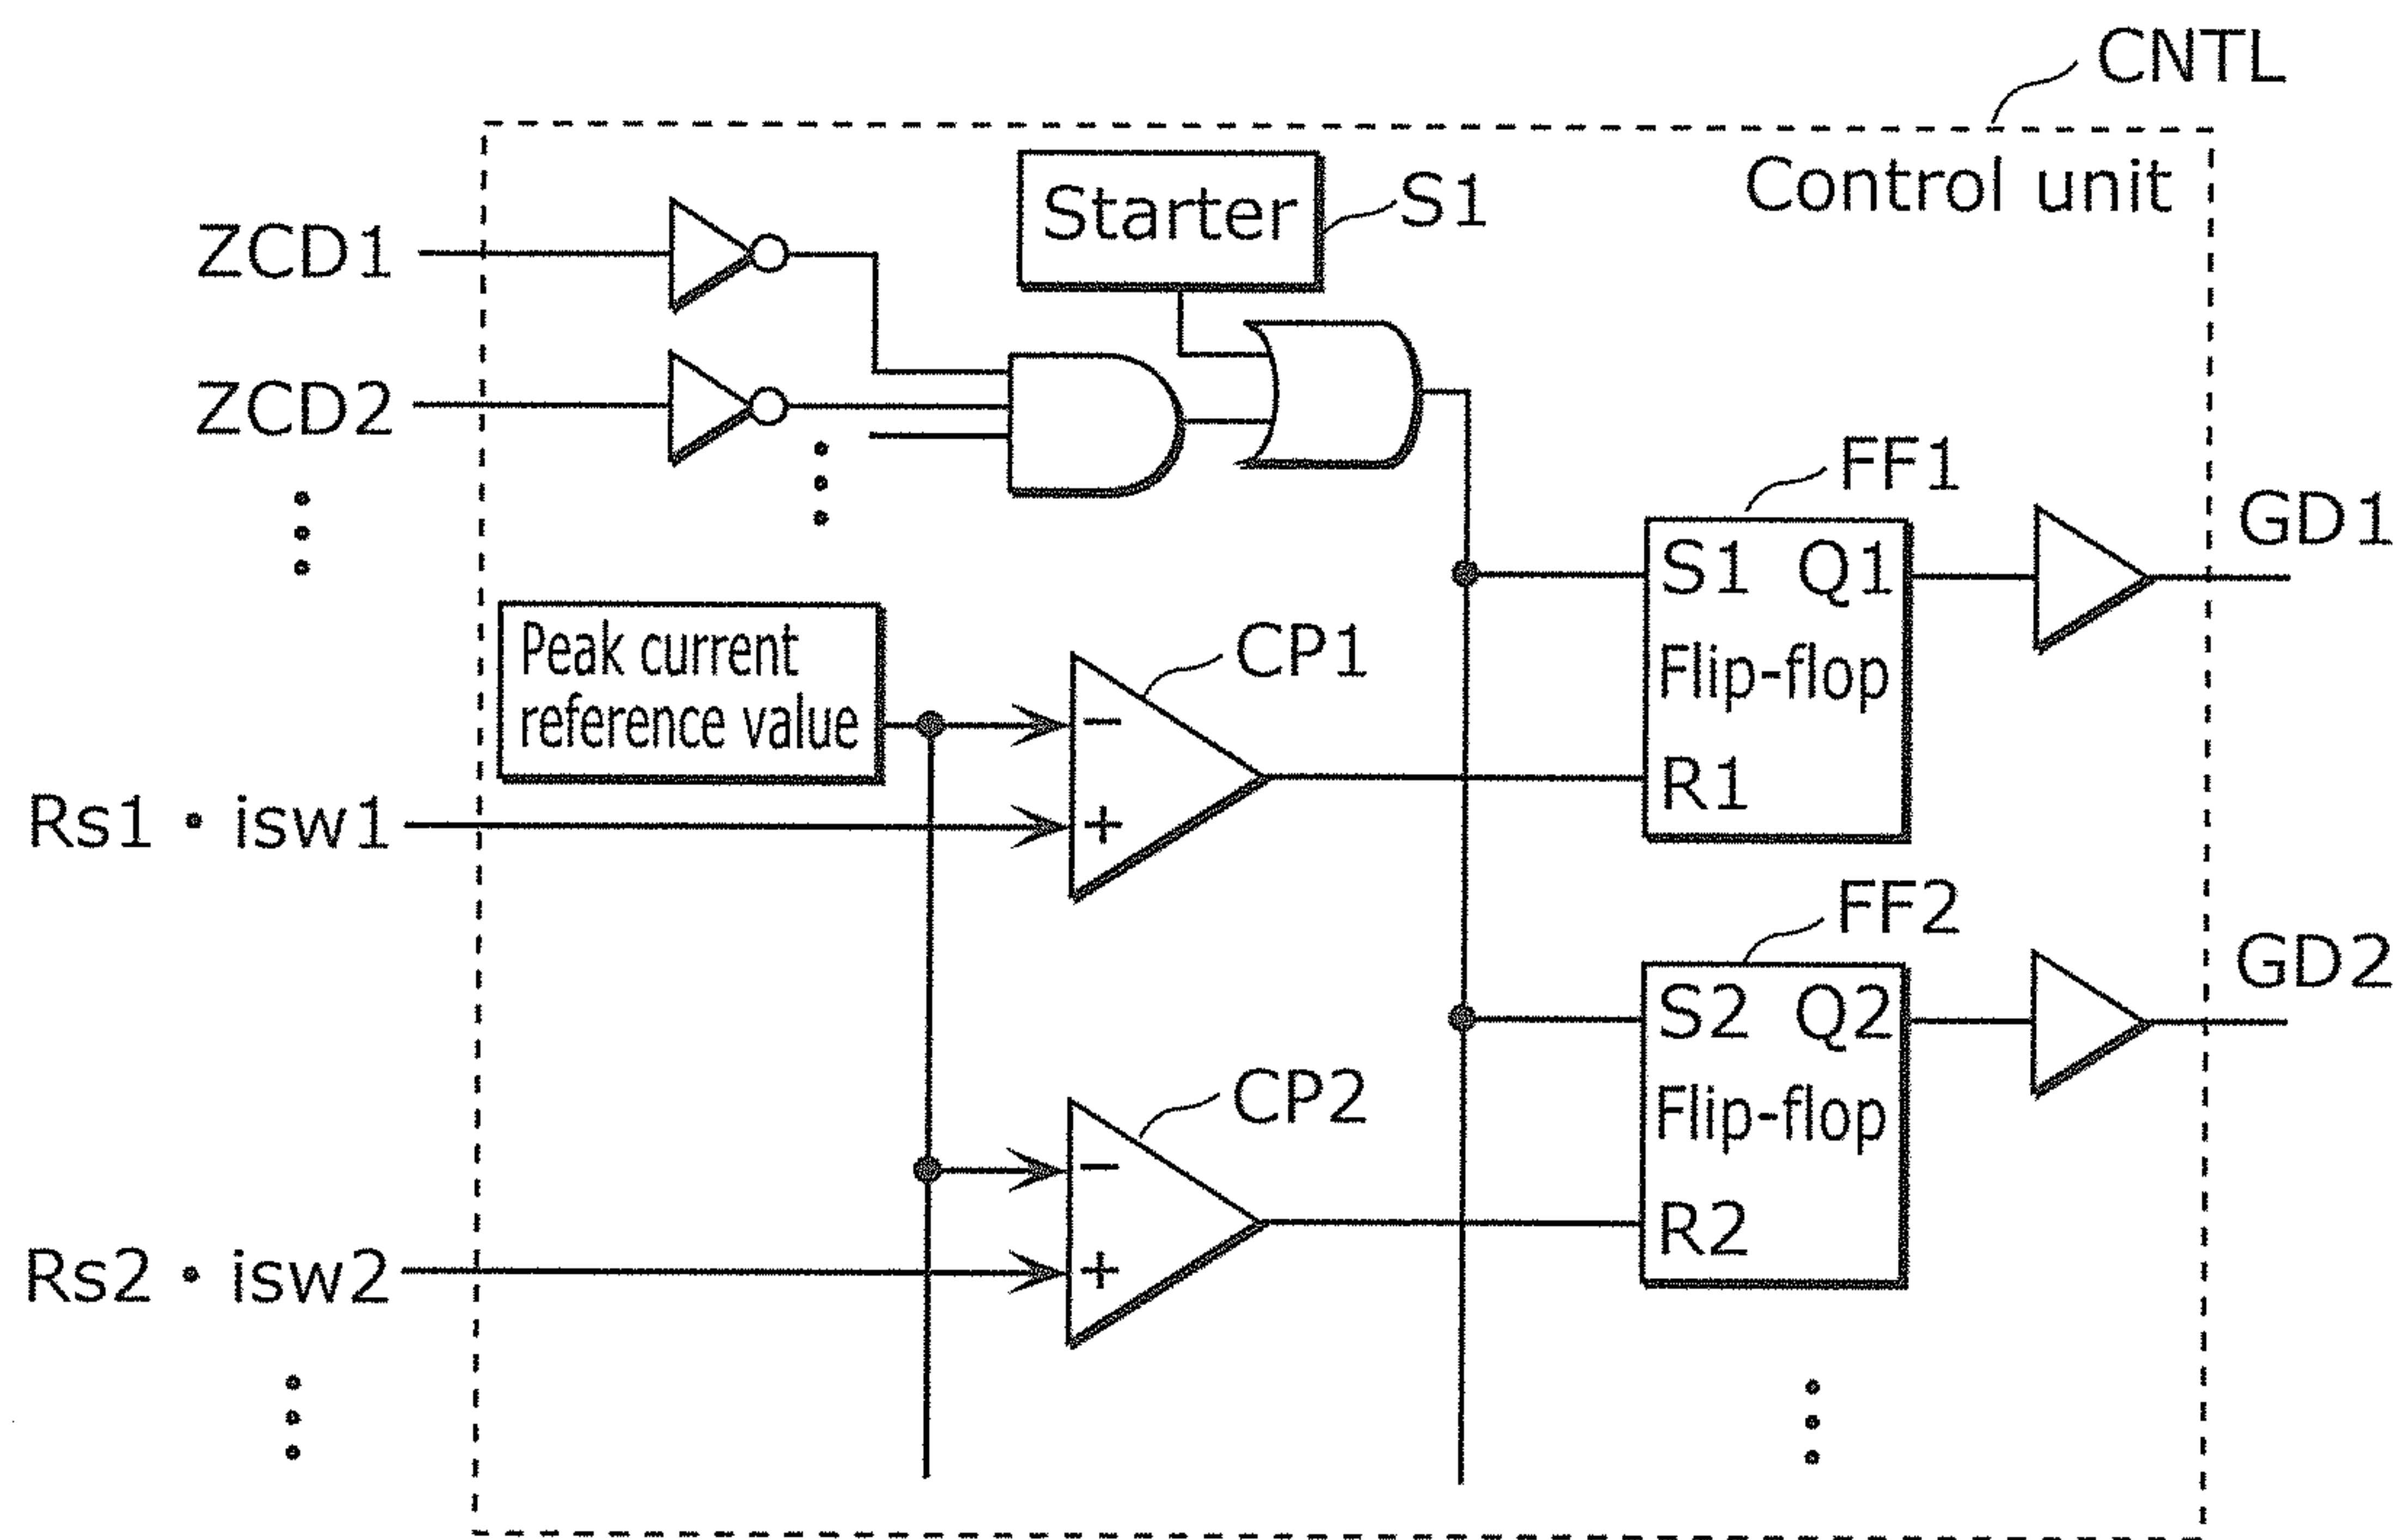 CNTL
Control unit
Starter
S1
ZCD1
ZCD2
FF1
GD1
S1 Q1
Flip-flop
R1
Peak current
reference value
CP1
−
+
Rs1・isw1
FF2
GD2
S2 Q2
Flip-flop
R2
CP2
−
+
Rs2・isw2